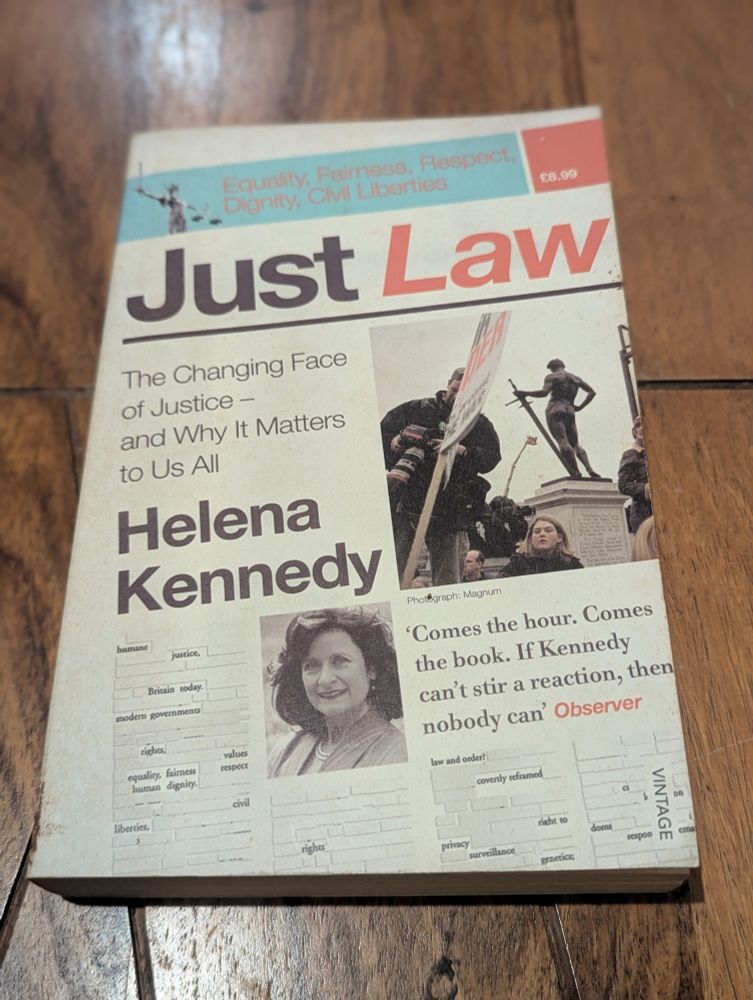 Equality, Fairness, Respect,
Dignity, Civil Liberties
£8.99
Just Law
The Changing Face
of Justice –
and Why It Matters
to Us All
Helena
Kennedy
Photograph: Magnum
'Comes the hour. Comes
the book. If Kennedy
can't stir a reaction, then
nobody can' Observer
humane justice,
Britain today.
modern governments
rights, values
equality, fairness respect
human dignity.
civil
liberties,
rights
law and order?
covertly reframed
right to
privacy
surveillance genetics;
doms
respon
VINTAGE